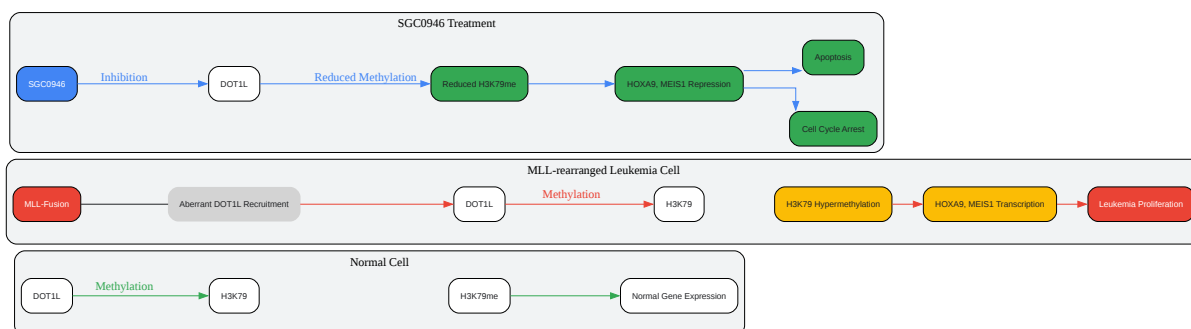 SGC0946 Treatment
SGC0946
Inhibition
DOT1L
Reduced Methylation
Reduced H3K79me
HOXA9, MEIS1 Repression
Apoptosis
Cell Cycle Arrest
MLL-rearranged Leukemia Cell
MLL-Fusion
Aberrant DOT1L Recruitment
DOT1L
Methylation
H3K79
H3K79 Hypermethylation
HOXA9, MEIS1 Transcription
Leukemia Proliferation
Normal Cell
DOT1L
Methylation
H3K79
H3K79me
Normal Gene Expression